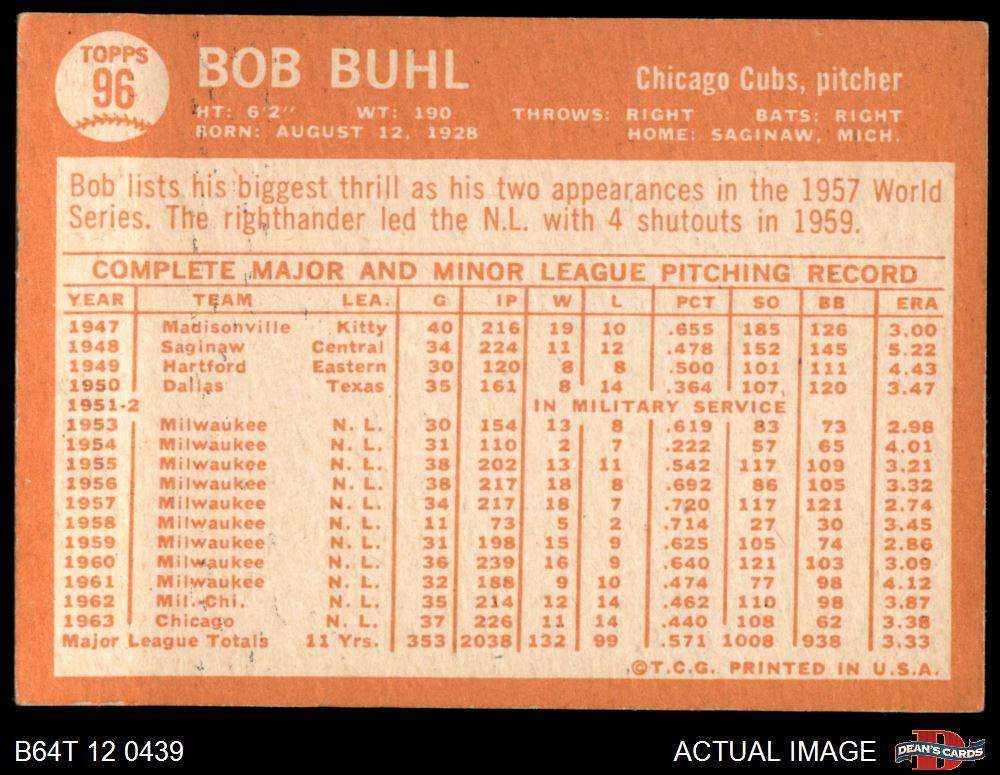 TOPPS
96
BOB BUHL
Chicago Cubs, pitcher
HT: 6'2" WT: 190 THROWS: RIGHT BATS: RIGHT
BORN: AUGUST 12, 1928 HOME: SAGINAW, MICH.
Bob lists his biggest thrill as his two appearances in the 1957 World
Series. The righthander led the N.L. with 4 shutouts in 1959.
COMPLETE MAJOR AND MINOR LEAGUE PITCHING RECORD
YEAR TEAM LEA. G IP W L PCT SO BB ERA
1947 Madisonville Kitty 40 216 19 10 .655 185 126 3.00
1948 Saginaw Central 34 224 11 12 .478 152 145 5.22
1949 Hartford Eastern 30 120 8 8 .500 101 111 4.43
1950 Dallas Texas 35 161 8 14 .364 107 120 3.47
1951-2 IN MILITARY SERVICE
1953 Milwaukee N. L. 30 154 13 8 .619 83 73 2.98
1954 Milwaukee N. L. 31 110 2 7 .222 57 65 4.01
1955 Milwaukee N. L. 38 202 13 11 .542 117 109 3.21
1956 Milwaukee N. L. 38 217 18 8 .692 86 105 3.32
1957 Milwaukee N. L. 34 217 18 7 .720 117 121 2.74
1958 Milwaukee N. L. 11 73 5 2 .714 27 30 3.45
1959 Milwaukee N. L. 31 198 15 9 .625 105 74 2.86
1960 Milwaukee N. L. 36 239 16 9 .640 121 103 3.09
1961 Milwaukee N. L. 32 188 9 10 .474 77 98 4.12
1962 Mil.-Chi. N. L. 35 214 12 14 .462 110 98 3.87
1963 Chicago N. L. 37 226 11 14 .440 108 62 3.38
Major League Totals 11 Yrs. 353 2038 132 99 .571 1008 938 3.33
©T.C.G. PRINTED IN U.S.A.
B64T 12 0439
ACTUAL IMAGE
DEAN'S CARDS